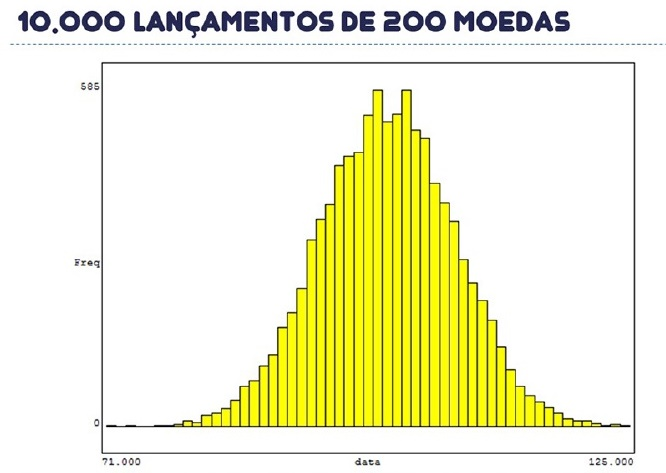 10.000 LANÇAMENTOS DE 200 MOEDAS
585
Freq
0
71.000 data 125.000